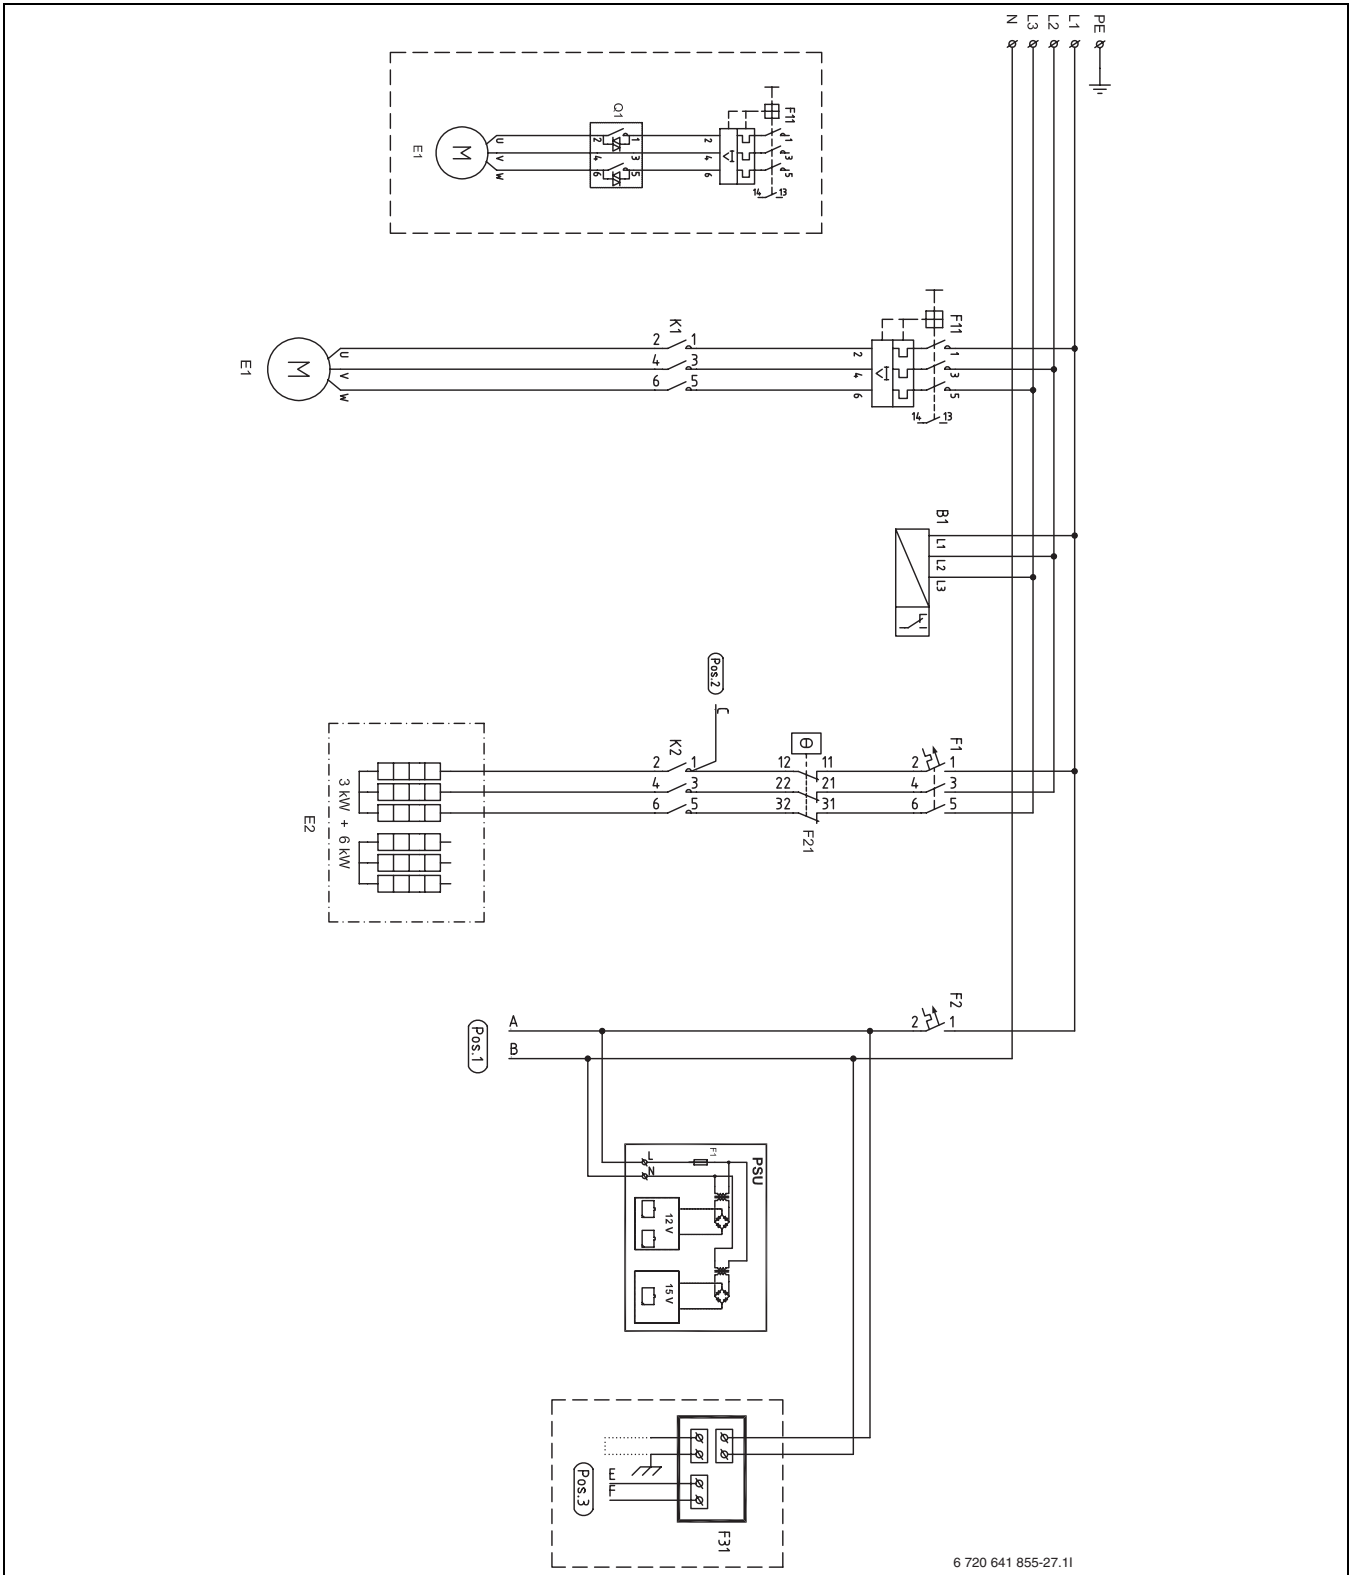 N L3 L2 L1 PE
Q1
F11
E1
M
U
V
W
2 1
4 3
6 5
2
4
6
I>
1
3
5
14 13
K1
F11
E1
M
U
V
W
2 1
4 3
6 5
2
4
6
I>
1
3
5
14 13
B1
L1
L2
L3
Pos.2
K2
F1
θ
2 1 12 11 2 1
4 3 22 21 4 3
6 5 32 31 6 5
F21
E2
3 kW + 6 kW
F2
2 1
A
B
Pos.1
PSU
L
N
F1
12 V
15 V
E
F
Pos.3
F31
6 720 641 855-27.1I